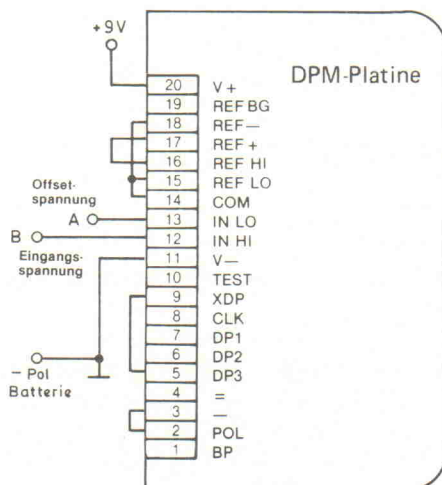 +9V
DPM-Platine
20 V+
19 REF BG
18 REF—
17 REF +
16 REF HI
15 REF LO
Offset-
spannung
14 COM
A 13 IN LO
B 12 IN HI
Eingangs-
spannung
11 V—
10 TEST
9 XDP
8 CLK
7 DP1
6 DP2
5 DP3
– Pol
Batterie
4 =
3 —
2 POL
1 BP